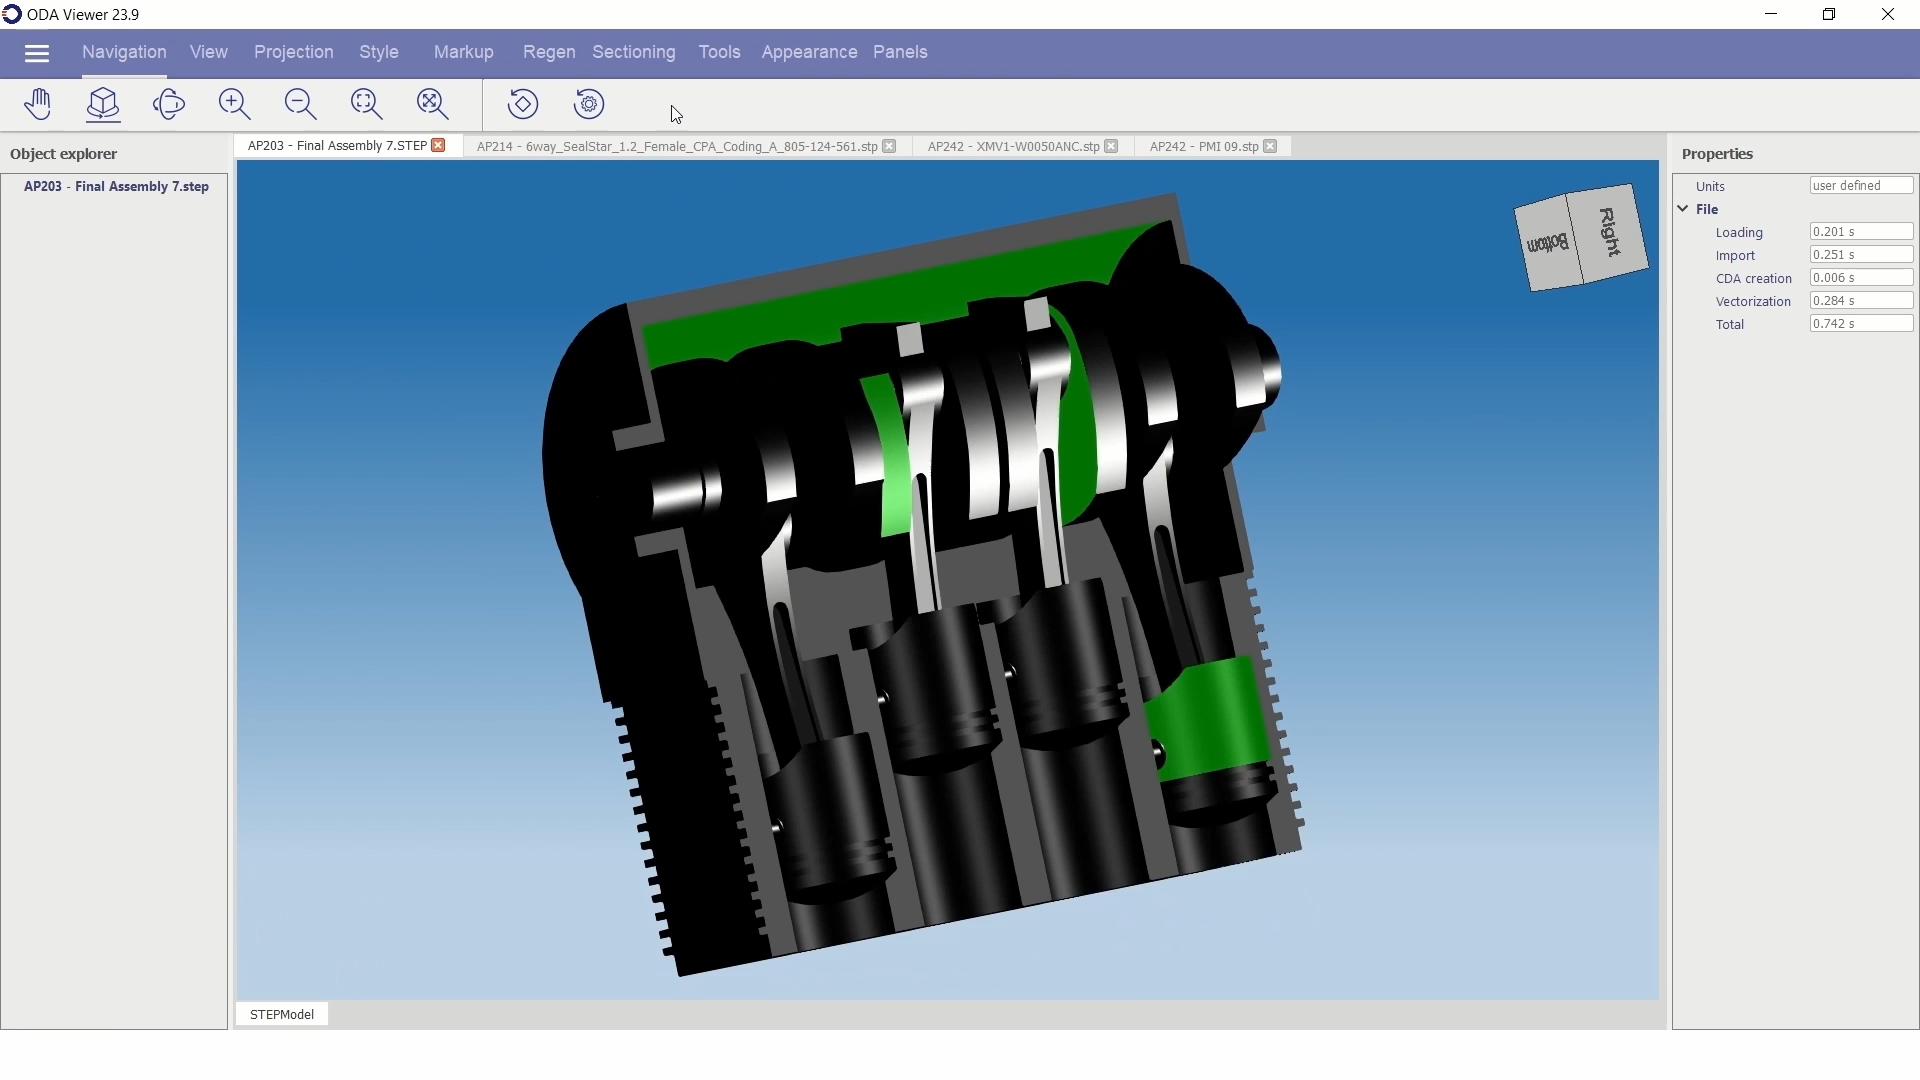 ODA Viewer 23.9
Navigation View Projection Style Markup Regen Sectioning Tools Appearance Panels
Object explorer
AP203 - Final Assembly 7.step
AP203 - Final Assembly 7.STEP
AP214 - 6way_SealStar_1.2_Female_CPA_Coding_A_805-124-561.stp
AP242 - XMV1-W0050ANC.stp
AP242 - PMI 09.stp
Bottom
Right
STEPModel
Properties
Units user defined
File
Loading 0.201 s
Import 0.251 s
CDA creation 0.006 s
Vectorization 0.284 s
Total 0.742 s